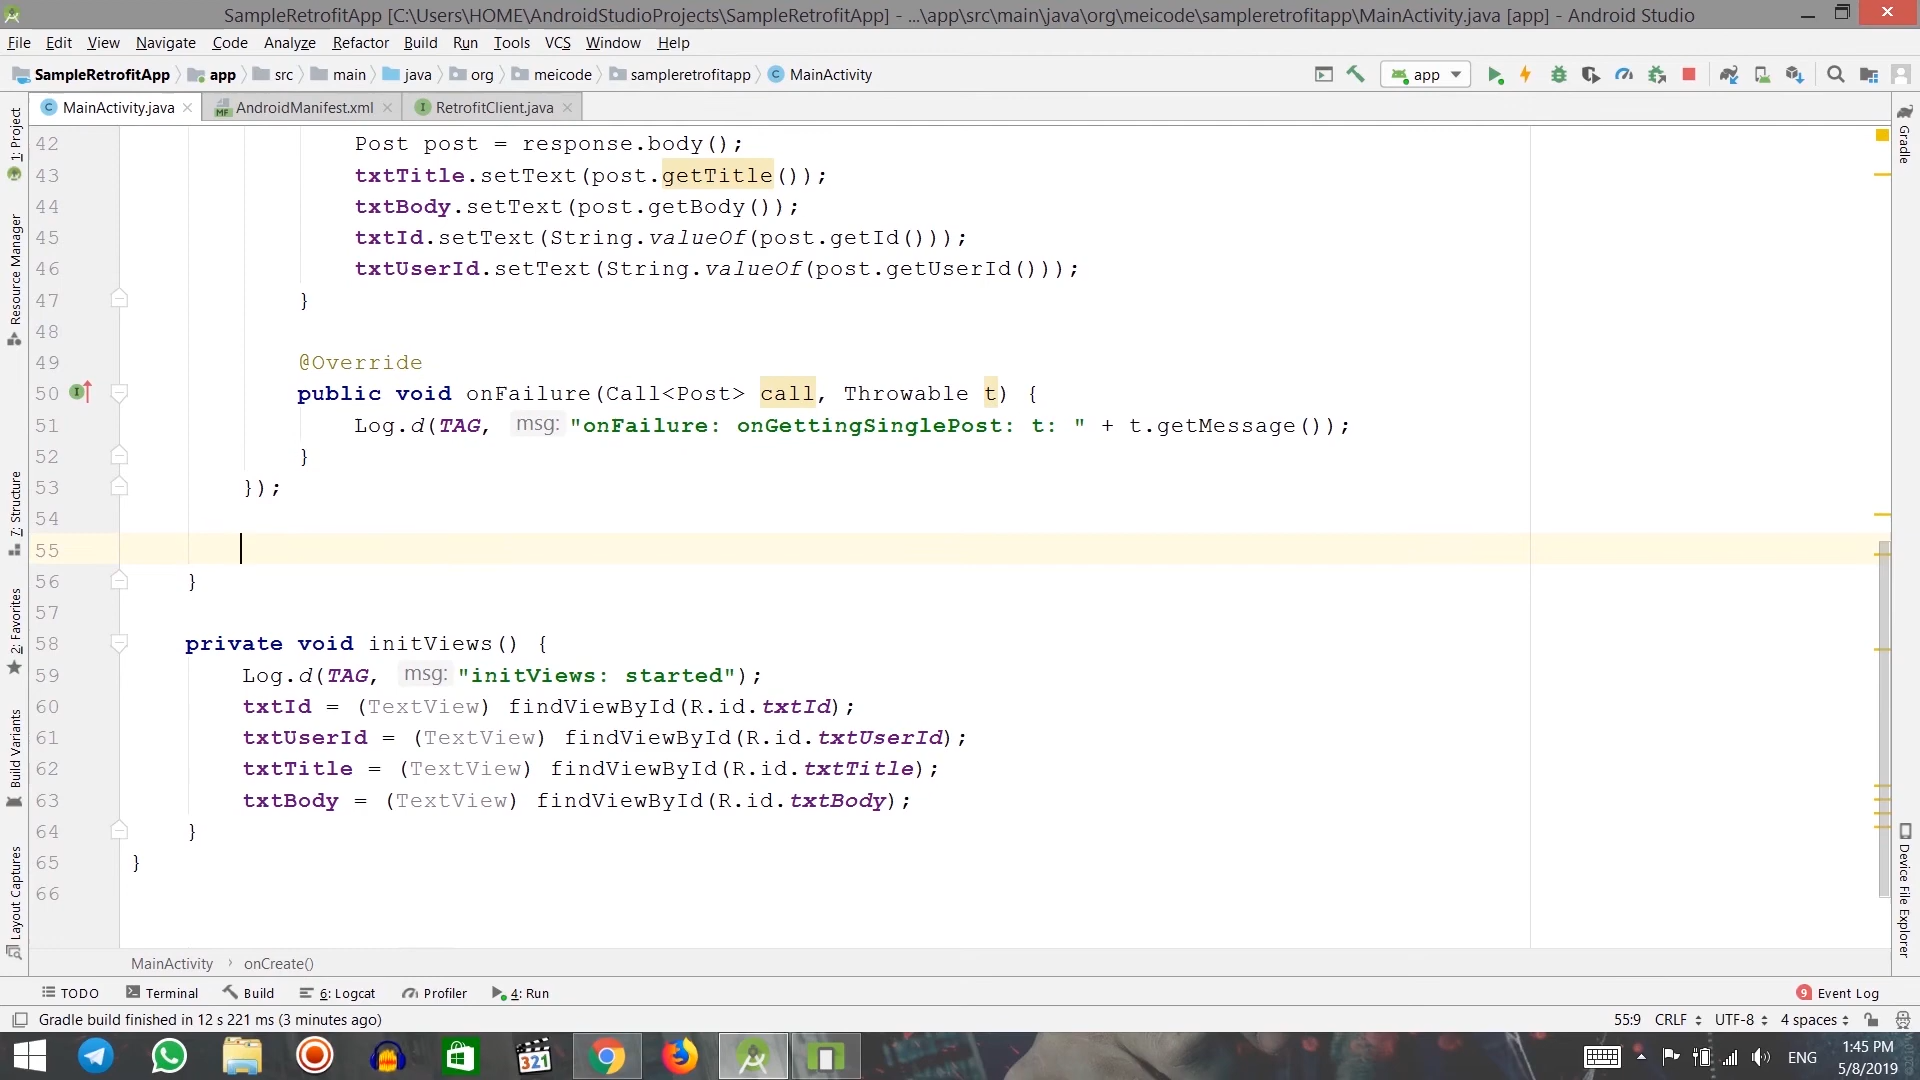 SampleRetrofitApp [C:\Users\HOME\AndroidStudioProjects\SampleRetrofitApp] - ...\app\src\main\java\org\meicode\sampleretrofitapp\MainActivity.java [app] - Android Studio
File Edit View Navigate Code Analyze Refactor Build Run Tools VCS Window Help
SampleRetrofitApp app src main java org meicode sampleretrofitapp MainActivity app
MainActivity.java AndroidManifest.xml RetrofitClient.java
1: Project
Resource Manager
7: Structure
2: Favorites
Build Variants
Layout Captures
Gradle
Device File Explorer
42 Post post = response.body();
43 txtTitle.setText(post.getTitle());
44 txtBody.setText(post.getBody());
45 txtId.setText(String.valueOf(post.getId()));
46 txtUserId.setText(String.valueOf(post.getUserId()));
47 }
48
49 @Override
50 public void onFailure(Call<Post> call, Throwable t) {
51 Log.d(TAG, msg: "onFailure: onGettingSinglePost: t: " + t.getMessage());
52 }
53 });
54
55
56 }
57
58 private void initViews() {
59 Log.d(TAG, msg: "initViews: started");
60 txtId = (TextView) findViewById(R.id.txtId);
61 txtUserId = (TextView) findViewById(R.id.txtUserId);
62 txtTitle = (TextView) findViewById(R.id.txtTitle);
63 txtBody = (TextView) findViewById(R.id.txtBody);
64 }
65 }
66
MainActivity › onCreate()
TODO Terminal Build 6: Logcat Profiler 4: Run 9 Event Log
Gradle build finished in 12 s 221 ms (3 minutes ago) 55:9 CRLF UTF-8 4 spaces
321 ENG 1:45 PM
5/8/2019